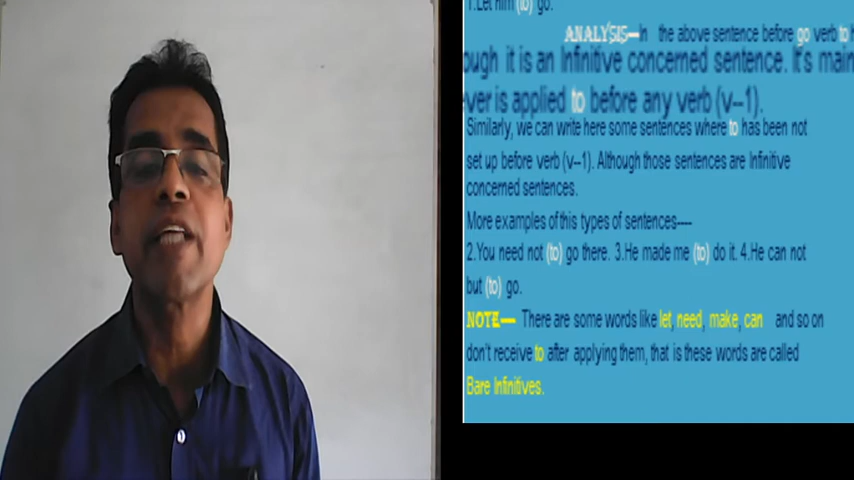 1.Let him (to) go.
ANALYSIS—In the above sentence before go verb to
ough it is an Infinitive concerned sentence. It's main
ver is applied to before any verb (v--1).
Similarly, we can write here some sentences where to has been not
set up before verb (v--1). Although those sentences are Infinitive
concerned sentences.
More examples of this types of sentences----
2.You need not (to) go there. 3.He made me (to) do it. 4.He can not
but (to) go.
NOTE— There are some words like let, need, make, can and so on
don't receive to after applying them, that is these words are called
Bare Infinitives.